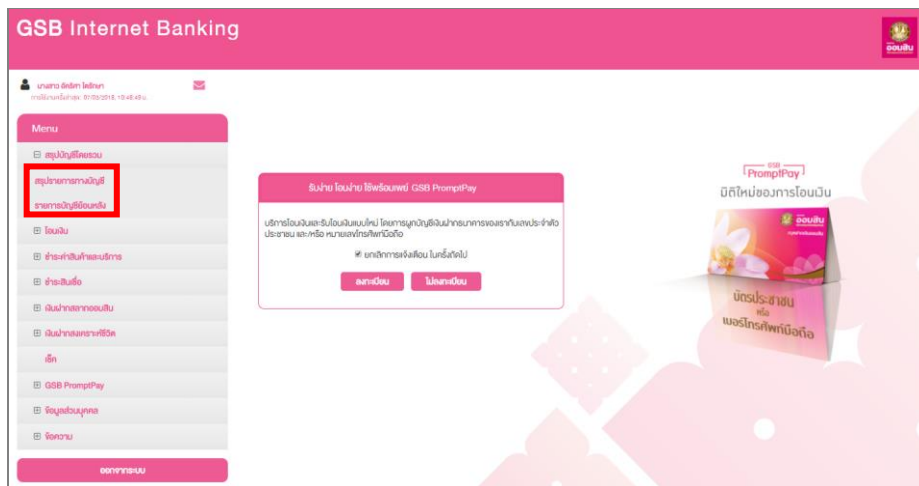 GSB Internet Banking
ออมสิน
Menu
สรุปบัญชีโดยรวม
สรุปรายการทางบัญชี
รายการบัญชีย้อนหลัง
โอนเงิน
ชำระค่าสินค้าและบริการ
ชำระสินเชื่อ
เงินฝากสลากออมสิน
เงินฝากสงเคราะห์ชีวิต
เช็ค
GSB PromptPay
ข้อมูลส่วนบุคคล
ข้อความ
ออกจากระบบ
รับง่าย โอนง่าย ใช้พร้อมเพย์ GSB PromptPay
บริการโอนเงินและรับโอนเงินแบบใหม่ โดยการผูกบัญชีเงินฝากธนาคารของเรากับเลขประจำตัว
ประชาชน และ/หรือ หมายเลขโทรศัพท์มือถือ
ยกเลิกการแจ้งเตือน ในครั้งถัดไป
ลงทะเบียน
ไม่ลงทะเบียน
GSB
PromptPay
มิติใหม่ของการโอนเงิน
ออมสิน
บัตรประชาชน
หรือ
เบอร์โทรศัพท์มือถือ